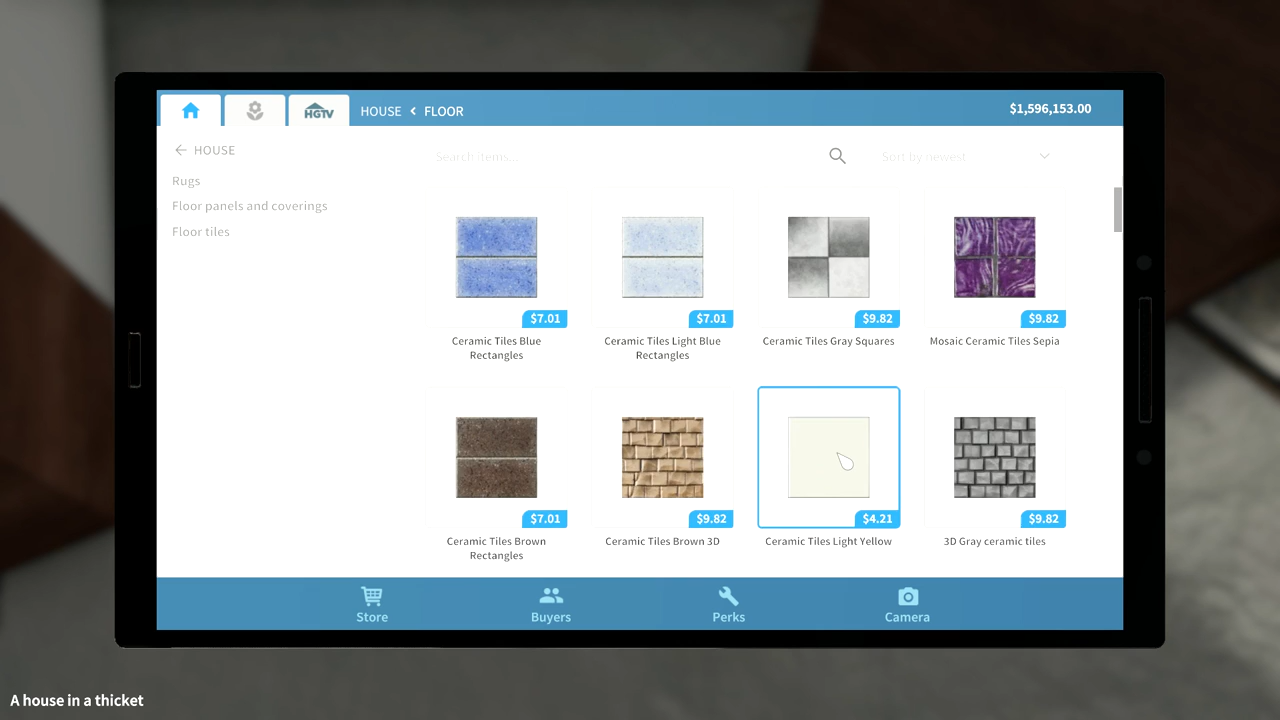 HGTV
HOUSE < FLOOR
$1,596,153.00
HOUSE
Search items...
Sort by newest
Rugs
Floor panels and coverings
Floor tiles
$7.01
$7.01
$9.82
$9.82
Ceramic Tiles Blue
Rectangles
Ceramic Tiles Light Blue
Rectangles
Ceramic Tiles Gray Squares
Mosaic Ceramic Tiles Sepia
$7.01
$9.82
$4.21
$9.82
Ceramic Tiles Brown
Rectangles
Ceramic Tiles Brown 3D
Ceramic Tiles Light Yellow
3D Gray ceramic tiles
Store
Buyers
Perks
Camera
A house in a thicket